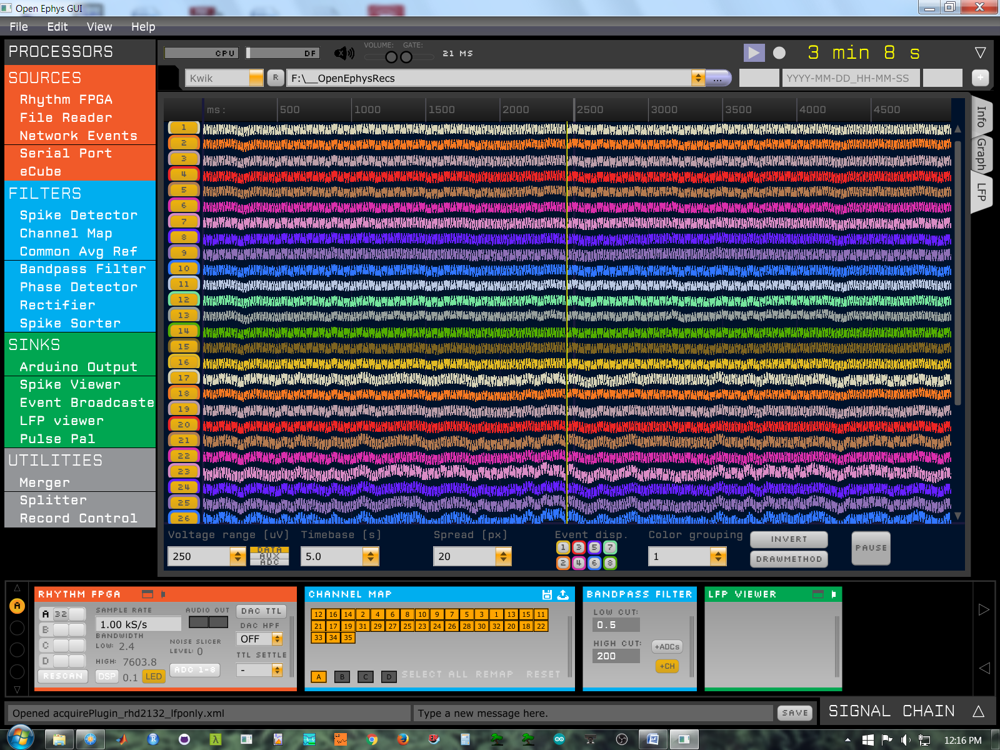 Open Ephys GUI
File Edit View Help
PROCESSORS
SOURCES
Rhythm FPGA
File Reader
Network Events
Serial Port
eCube
FILTERS
Spike Detector
Channel Map
Common Avg Ref
Bandpass Filter
Phase Detector
Rectifier
Spike Sorter
SINKS
Arduino Output
Spike Viewer
Event Broadcaste
LFP viewer
Pulse Pal
UTILITIES
Merger
Splitter
Record Control
CPU DF VOLUME: GATE: 21 MS 3 min 8 s
Kwik R F:\__OpenEphysRecs ... YYYY-MM-DD_HH-MM-SS +
Info
Graph
LFP
ms: 500 1000 1500 2000 2500 3000 3500 4000 4500
1
2
3
4
5
6
7
8
9
10
11
12
13
14
15
16
17
18
19
20
21
22
23
24
25
26
Voltage range [uV] Timebase [s] Spread [px] Event disp. Color grouping
250 DATA AUX ADC 5.0 20 1 3 5 7 2 4 6 8 1
INVERT
DRAWMETHOD
PAUSE
A
RHYTHM FPGA
A 32
B
C
D
RESCAN
SAMPLE RATE
1.00 kS/s
BANDWIDTH
LOW: 2.4
HIGH: 7603.8
DSP 0.1 LED
AUDIO OUT
NOISE SLICER
LEVEL: 0
ADC 1-8
DAC TTL
DAC HPF
OFF
TTL SETTLE
-
CHANNEL MAP
12 16 14 2 4 6 8 10 9 7 5 3 1 13 15 11
21 17 19 31 29 27 25 23 24 26 28 30 32 20 18 22
33 34 35
A B C D SELECT ALL REMAP RESET
BANDPASS FILTER
LOW CUT:
0.5
HIGH CUT:
200
+ADCs
+CH
LFP VIEWER
Opened acquirePlugin_rhd2132_lfponly.xml
Type a new message here.
SAVE
SIGNAL CHAIN
12:16 PM